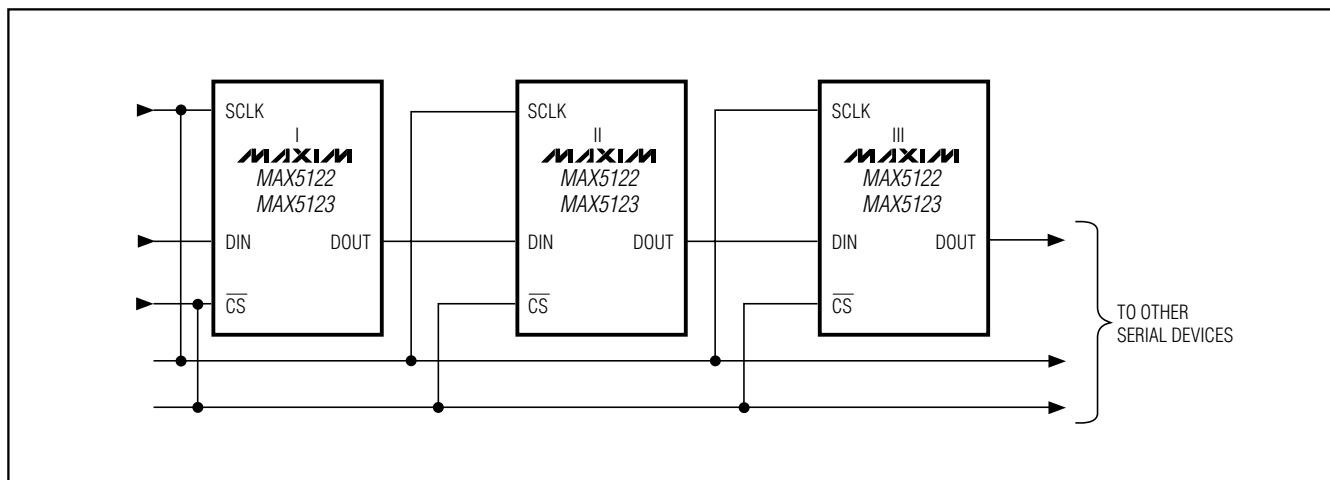 SCLK
I
MAXIM
MAX5122
MAX5123
DIN DOUT
CS
SCLK
II
MAXIM
MAX5122
MAX5123
DIN DOUT
CS
SCLK
III
MAXIM
MAX5122
MAX5123
DIN DOUT
CS
TO OTHER
SERIAL DEVICES